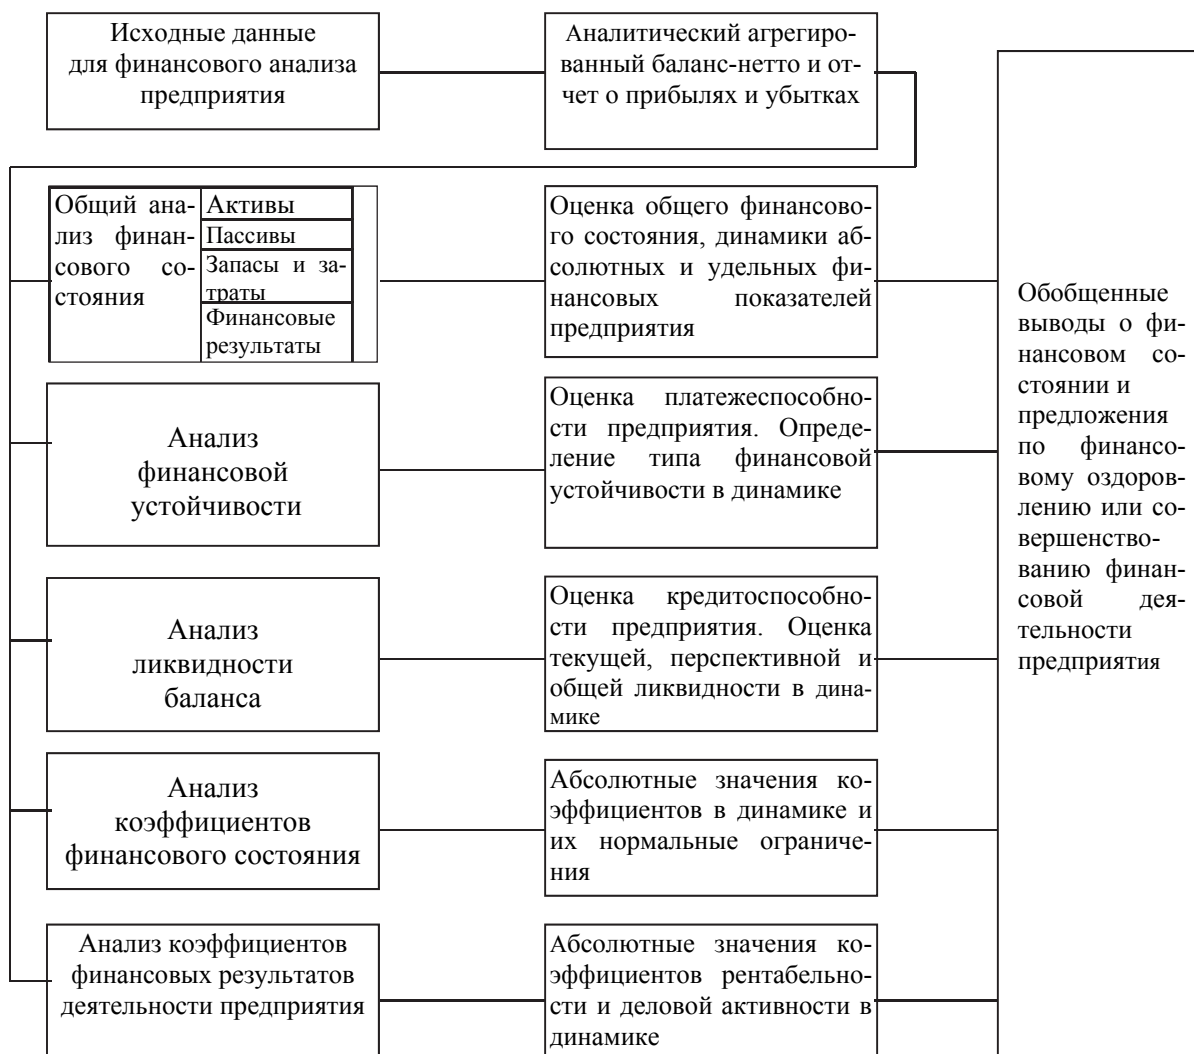 Исходные данные
для финансового анализа
предприятия
Аналитический агрегиро-
ванный баланс-нетто и от-
чет о прибылях и убытках
Общий ана-
лиз финан-
сового со-
стояния
Активы
Пассивы
Запасы и за-
траты
Финансовые
результаты
Оценка общего финансово-
го состояния, динамики аб-
солютных и удельных фи-
нансовых показателей
предприятия
Анализ
финансовой
устойчивости
Оценка платежеспособно-
сти предприятия. Опреде-
ление типа финансовой
устойчивости в динамике
Анализ
ликвидности
баланса
Оценка кредитоспособно-
сти предприятия. Оценка
текущей, перспективной и
общей ликвидности в дина-
мике
Анализ
коэффициентов
финансового состояния
Абсолютные значения ко-
эффициентов в динамике и
их нормальные ограниче-
ния
Анализ коэффициентов
финансовых результатов
деятельности предприятия
Абсолютные значения ко-
эффициентов рентабельно-
сти и деловой активности в
динамике
Обобщенные
выводы о фи-
нансовом со-
стоянии и
предложения
по финансо-
вому оздоров-
лению или со-
вершенство-
ванию финан-
совой дея-
тельности
предприятия